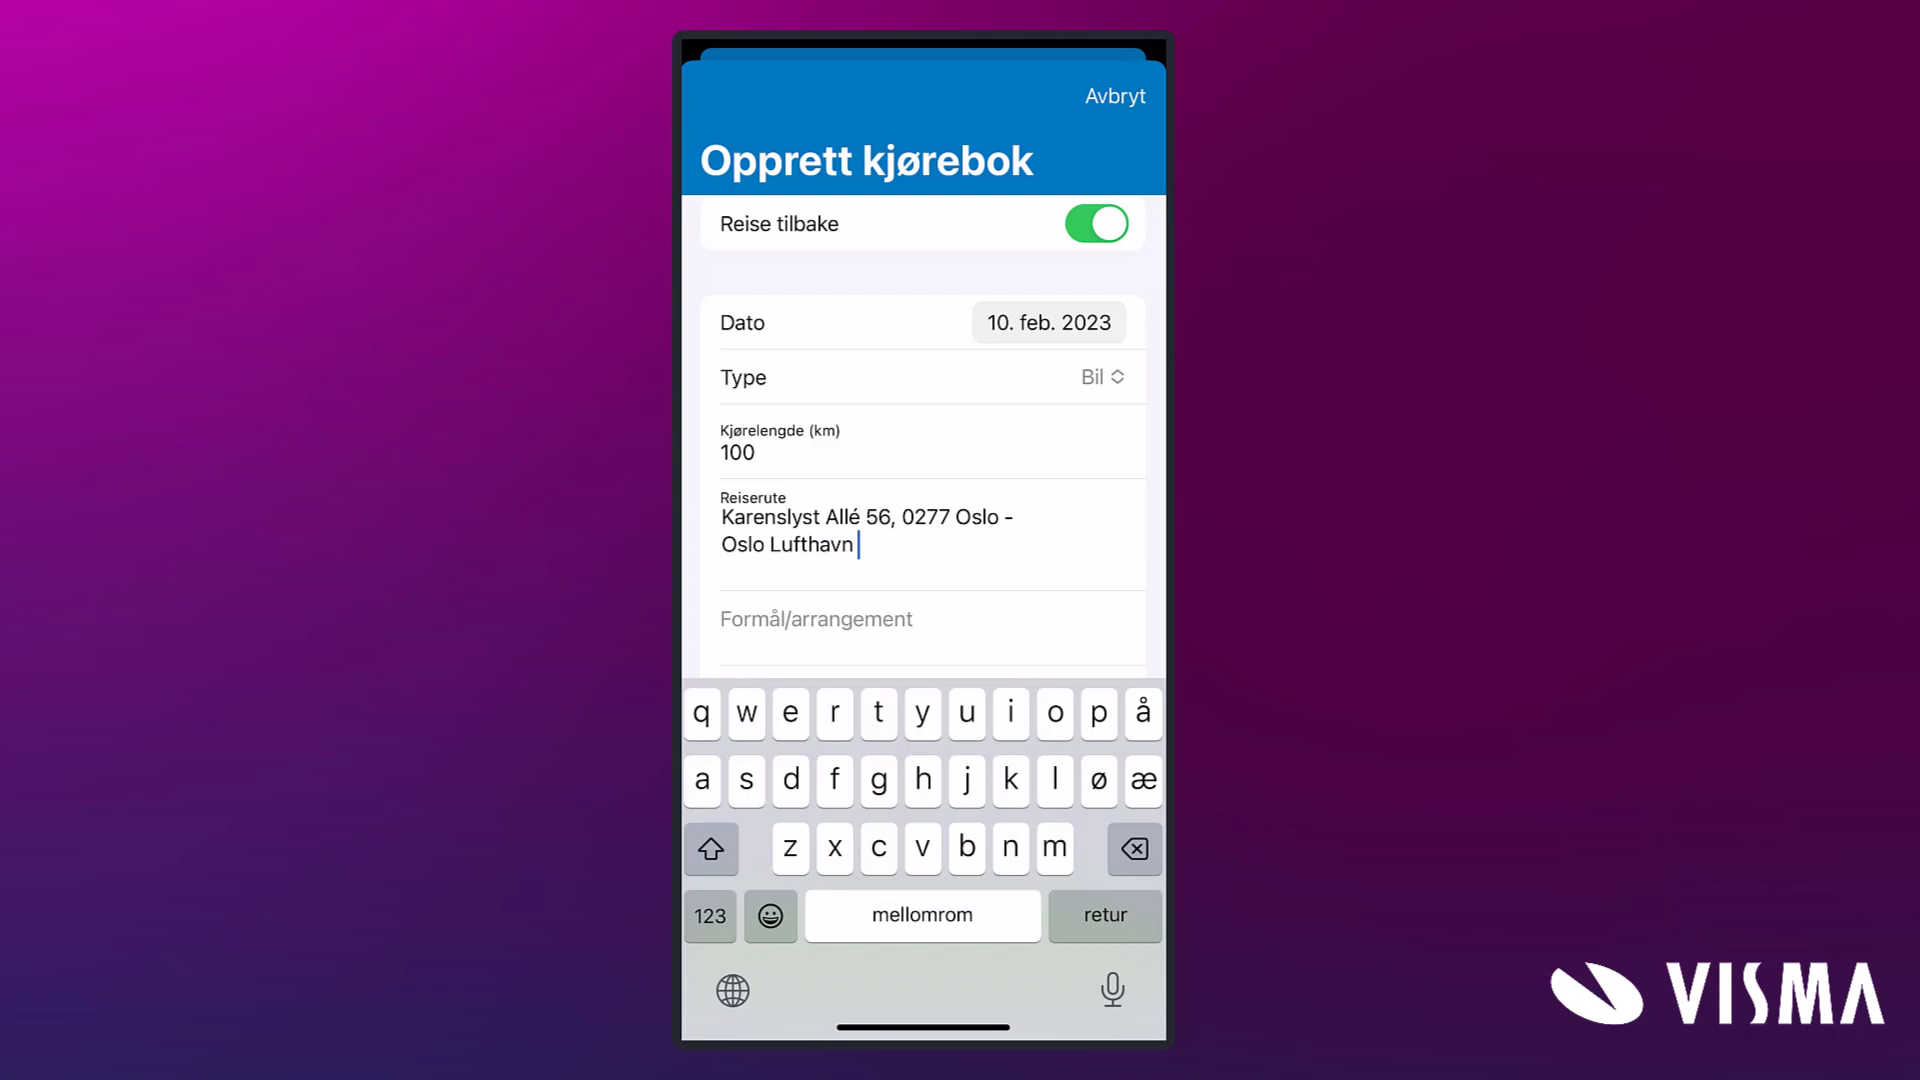 Avbryt
Opprett kjørebok
Reise tilbake
Dato
10. feb. 2023
Type
Bil
Kjørelengde (km)
100
Reiserute
Karenslyst Allé 56, 0277 Oslo -
Oslo Lufthavn
Formål/arrangement
q w e r t y u i o p å
a s d f g h j k l ø æ
z x c v b n m
123
mellomrom
retur
VISMA